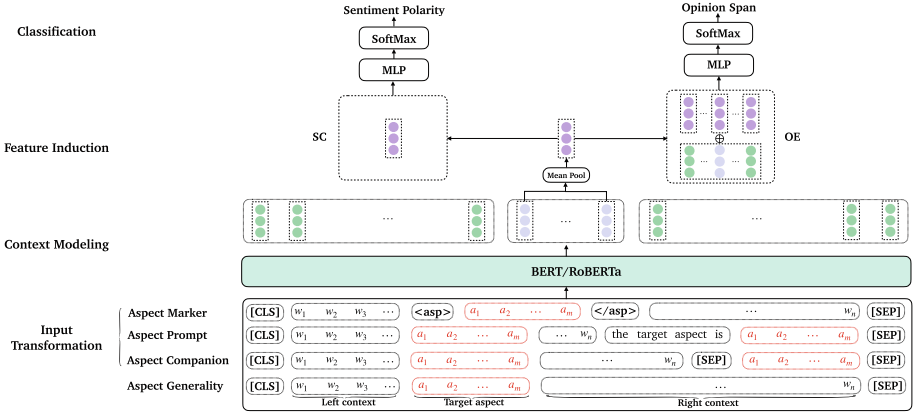 Classification
Sentiment Polarity
SoftMax
MLP
Opinion Span
SoftMax
MLP
Feature Induction
SC
OE
...
...
⊕
...
...
Mean Pool
Context Modeling
...
...
...
BERT/RoBERTa
Input
Transformation
Aspect Marker [CLS] w1 w2 w3 ... <asp> a1 a2 ... am </asp> ... wn [SEP]
Aspect Prompt [CLS] w1 w2 w3 ... a1 a2 ... am ... wn the target aspect is a1 a2 ... am [SEP]
Aspect Companion [CLS] w1 w2 w3 ... a1 a2 ... am ... wn [SEP] a1 a2 ... am [SEP]
Aspect Generality [CLS] w1 w2 w3 ... a1 a2 ... am ... wn [SEP]
Left context Target aspect Right context